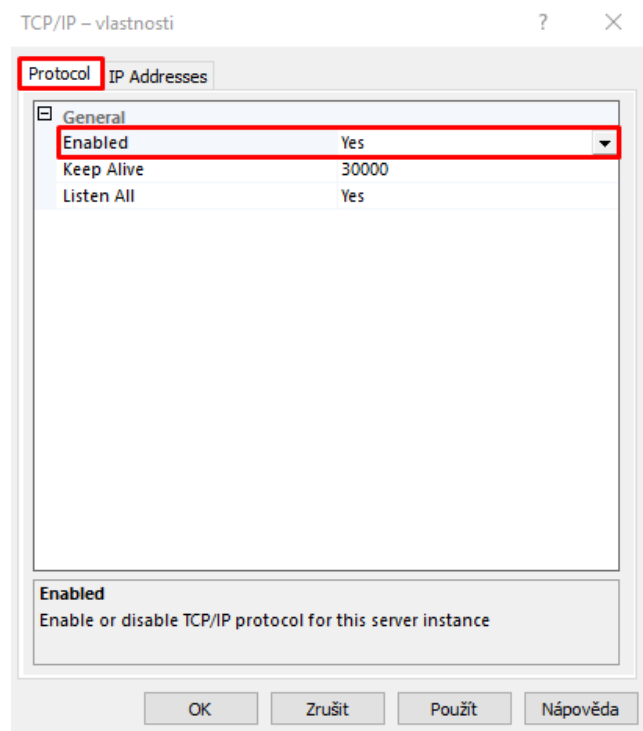 TCP/IP – vlastnosti ? ×
Protocol IP Addresses
General
Enabled Yes
Keep Alive 30000
Listen All Yes
Enabled
Enable or disable TCP/IP protocol for this server instance
OK Zrušit Použít Nápověda